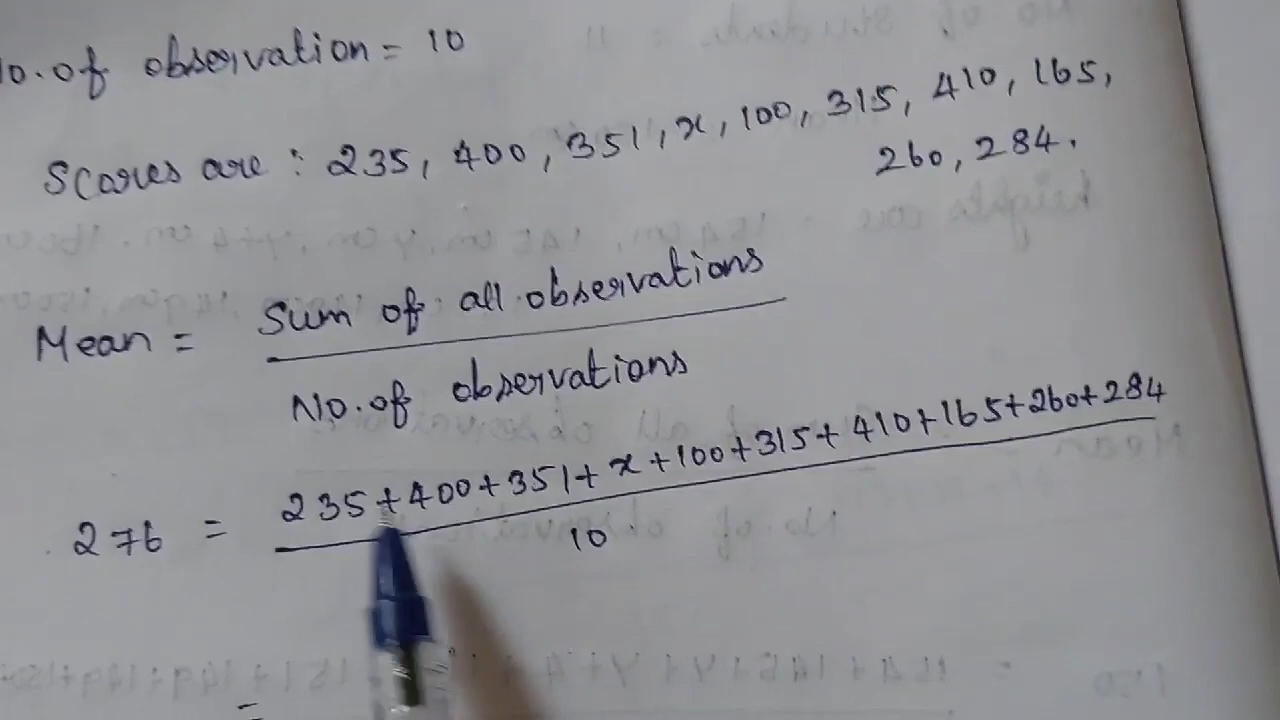 No. of observation = 10
Scores are : 235, 400, 351, x, 100, 315, 410, 165,
260, 284.
Mean = Sum of all observations
No. of observations
276 = 235+400+351+x+100+315+410+165+260+284
10
=